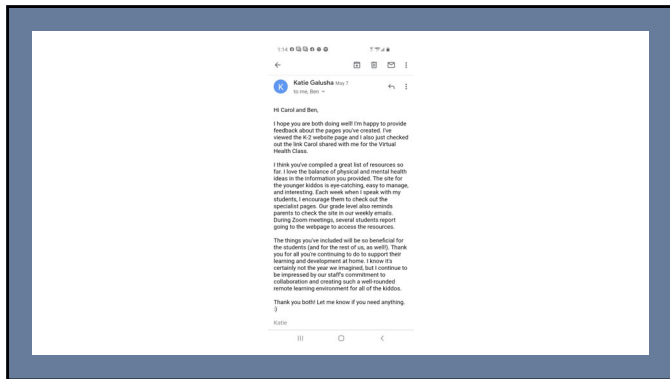 1:14
K
Katie Galusha May 7
to me, Ben
Hi Carol and Ben,
I hope you are both doing well! I'm happy to provide
feedback about the pages you've created. I've
viewed the K-2 website page and I also just checked
out the link Carol shared with me for the Virtual
Health Class.
I think you've compiled a great list of resources so
far. I love the balance of physical and mental health
ideas in the information you provided. The site for
the younger kiddos is eye-catching, easy to manage,
and interesting. Each week when I speak with my
students, I encourage them to check out the
specialist pages. Our grade level also reminds
parents to check the site in our weekly emails.
During Zoom meetings, several students report
going to the webpage to access the resources.
The things you've included will be so beneficial for
the students (and for the rest of us, as well!). Thank
you for all you're continuing to do to support their
learning and development at home. I know it's
certainly not the year we imagined, but I continue to
be impressed by our staff's commitment to
collaboration and creating such a well-rounded
remote learning environment for all of the kiddos.
Thank you both! Let me know if you need anything.
:)
Katie